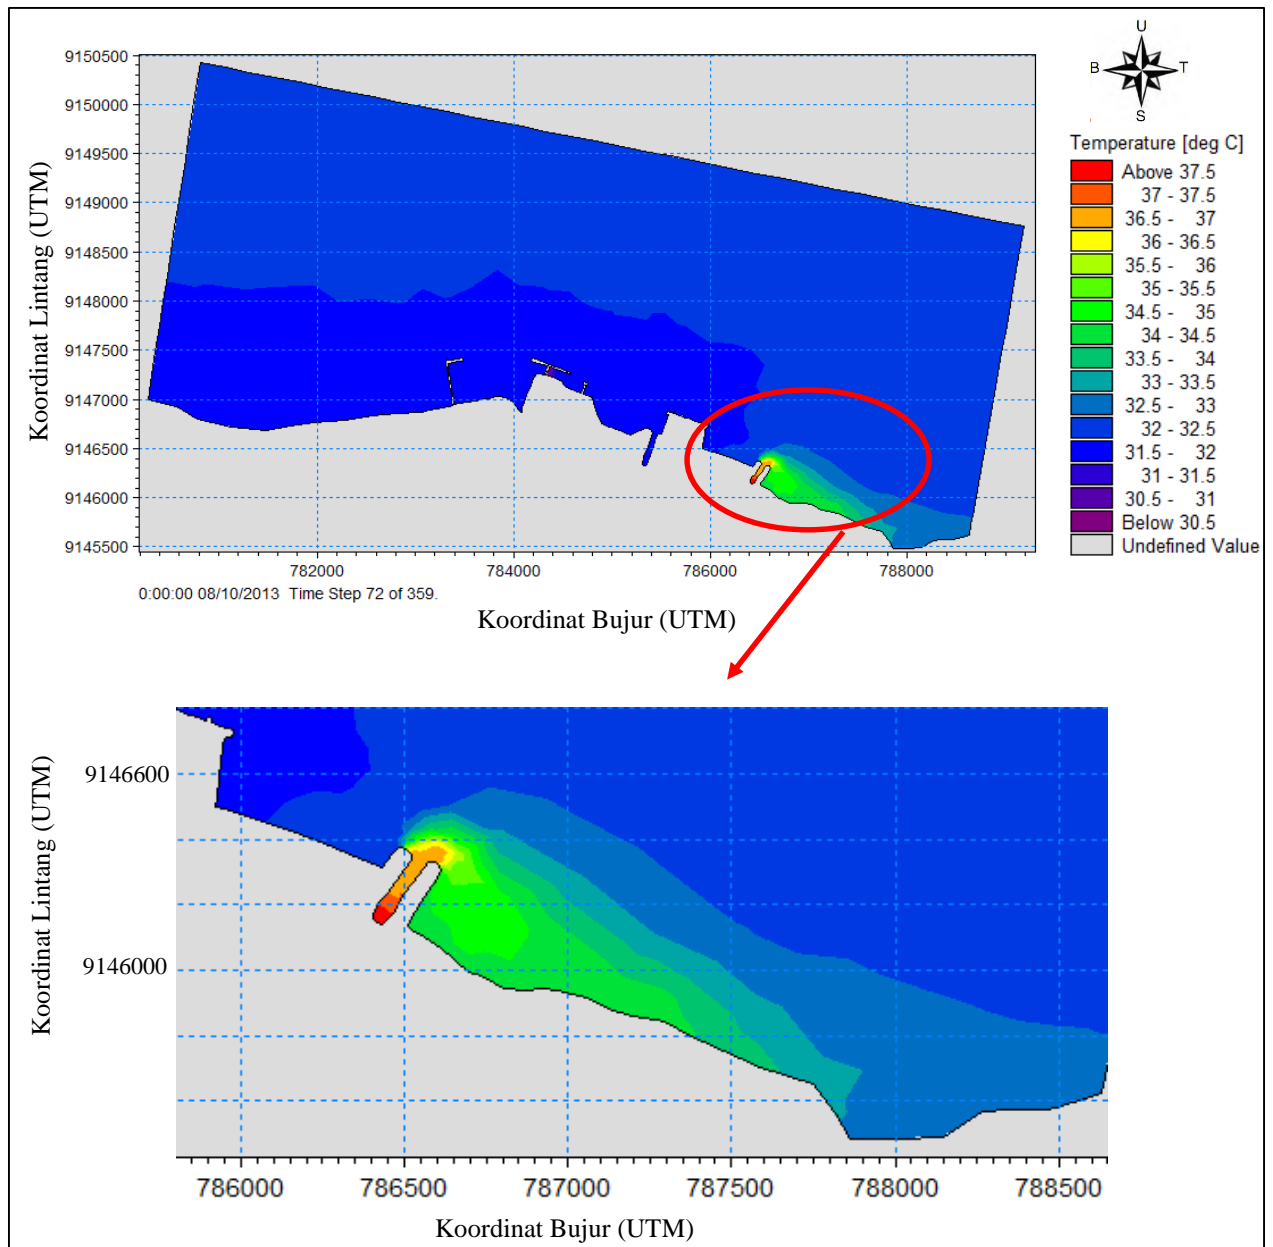 U
B
T
S
9150500
9150000
9149500
9149000
9148500
9148000
9147500
9147000
9146500
9146000
9145500
Koordinat Lintang (UTM)
782000
784000
786000
788000
0:00:00 08/10/2013 Time Step 72 of 359.
Koordinat Bujur (UTM)
Temperature [deg C]
Above 37.5
37 - 37.5
36.5 - 37
36 - 36.5
35.5 - 36
35 - 35.5
34.5 - 35
34 - 34.5
33.5 - 34
33 - 33.5
32.5 - 33
32 - 32.5
31.5 - 32
31 - 31.5
30.5 - 31
Below 30.5
Undefined Value
9146600
9146000
Koordinat Lintang (UTM)
786000
786500
787000
787500
788000
788500
Koordinat Bujur (UTM)